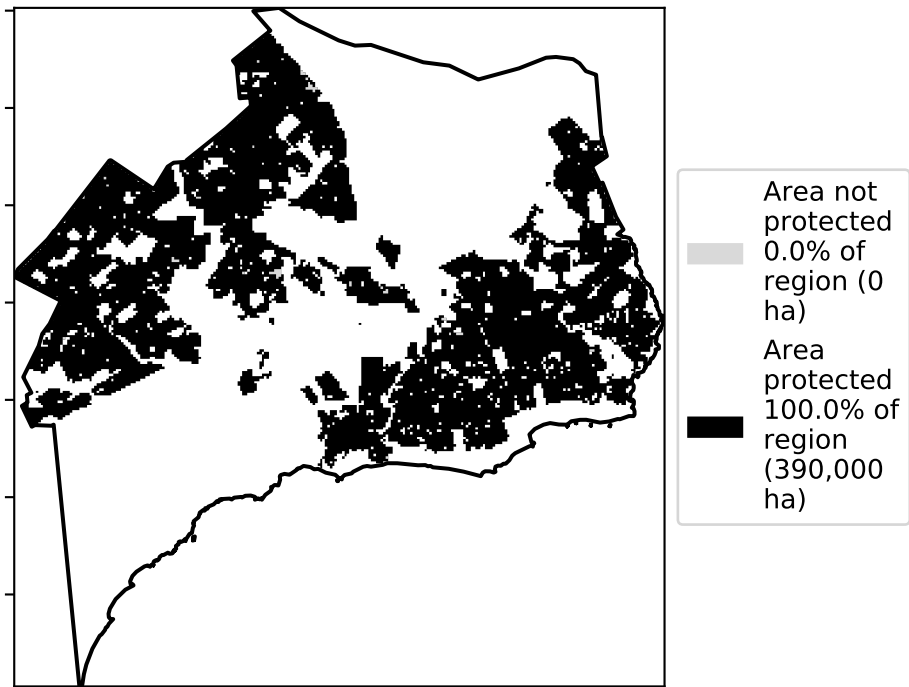 Area not
protected
0.0% of
region (0
ha)
Area
protected
100.0% of
region
(390,000
ha)